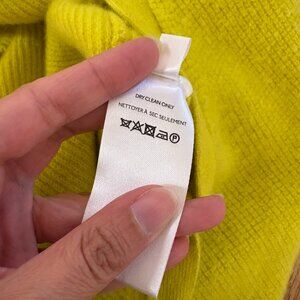 DRY CLEAN ONLY
NETTOYER À SEC SEULEMENT
P